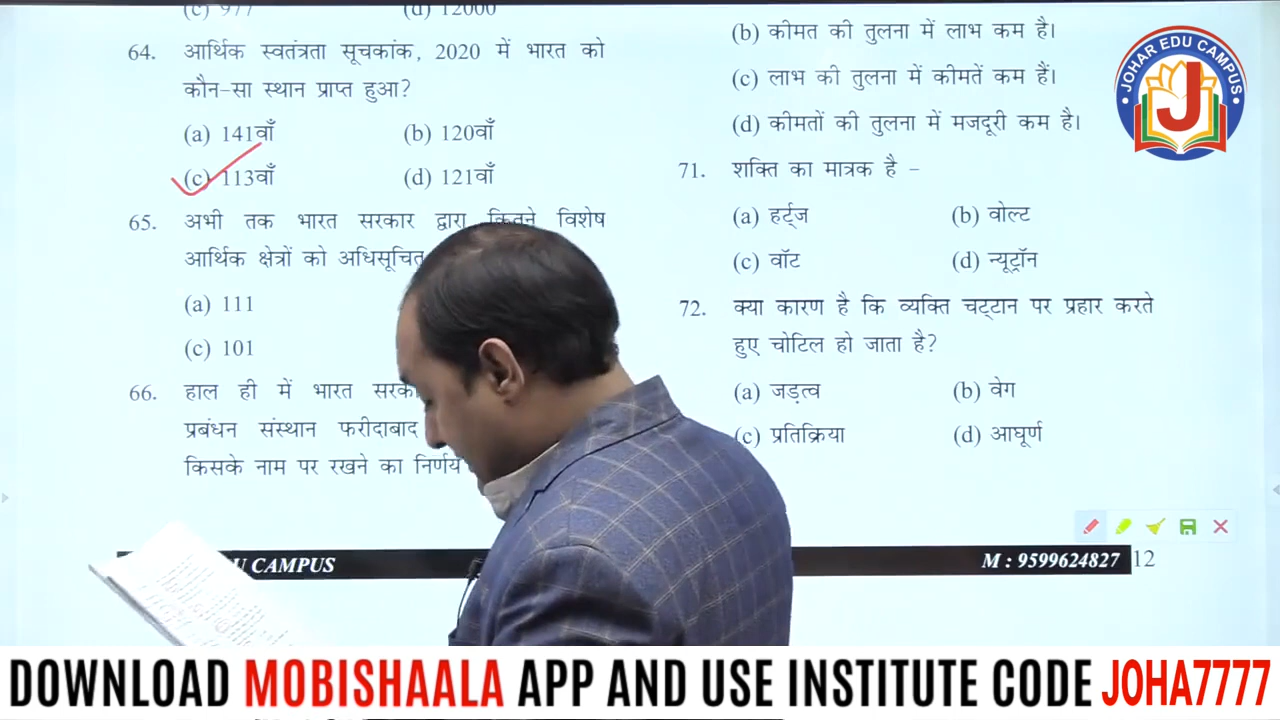 (c) 977 (d) 12000
64. आर्थिक स्वतंत्रता सूचकांक, 2020 में भारत को
कौन-सा स्थान प्राप्त हुआ?
(a) 141वाँ (b) 120वाँ
(c) 113वाँ (d) 121वाँ
65. अभी तक भारत सरकार द्वारा कितने विशेष
आर्थिक क्षेत्रों को अधिसूचित
(a) 111
(c) 101
66. हाल ही में भारत
प्रबंधन संस्थान फरीदाबाद
किसके नाम पर रखने का निर्णय
(b) कीमत की तुलना में लाभ कम है।
(c) लाभ की तुलना में कीमतें कम हैं।
(d) कीमतों की तुलना में मजदूरी कम है।
71. शक्ति का मात्रक है –
(a) हर्ट्ज (b) वोल्ट
(c) वॉट (d) न्यूट्रॉन
72. क्या कारण है कि व्यक्ति चट्टान पर प्रहार करते
हुए चोटिल हो जाता है?
(a) जड़त्व (b) वेग
(c) प्रतिक्रिया (d) आघूर्ण
JOHAR EDU CAMPUS
J
CAMPUS
M : 9599624827 12
DOWNLOAD MOBISHAALA APP AND USE INSTITUTE CODE JOHA7777